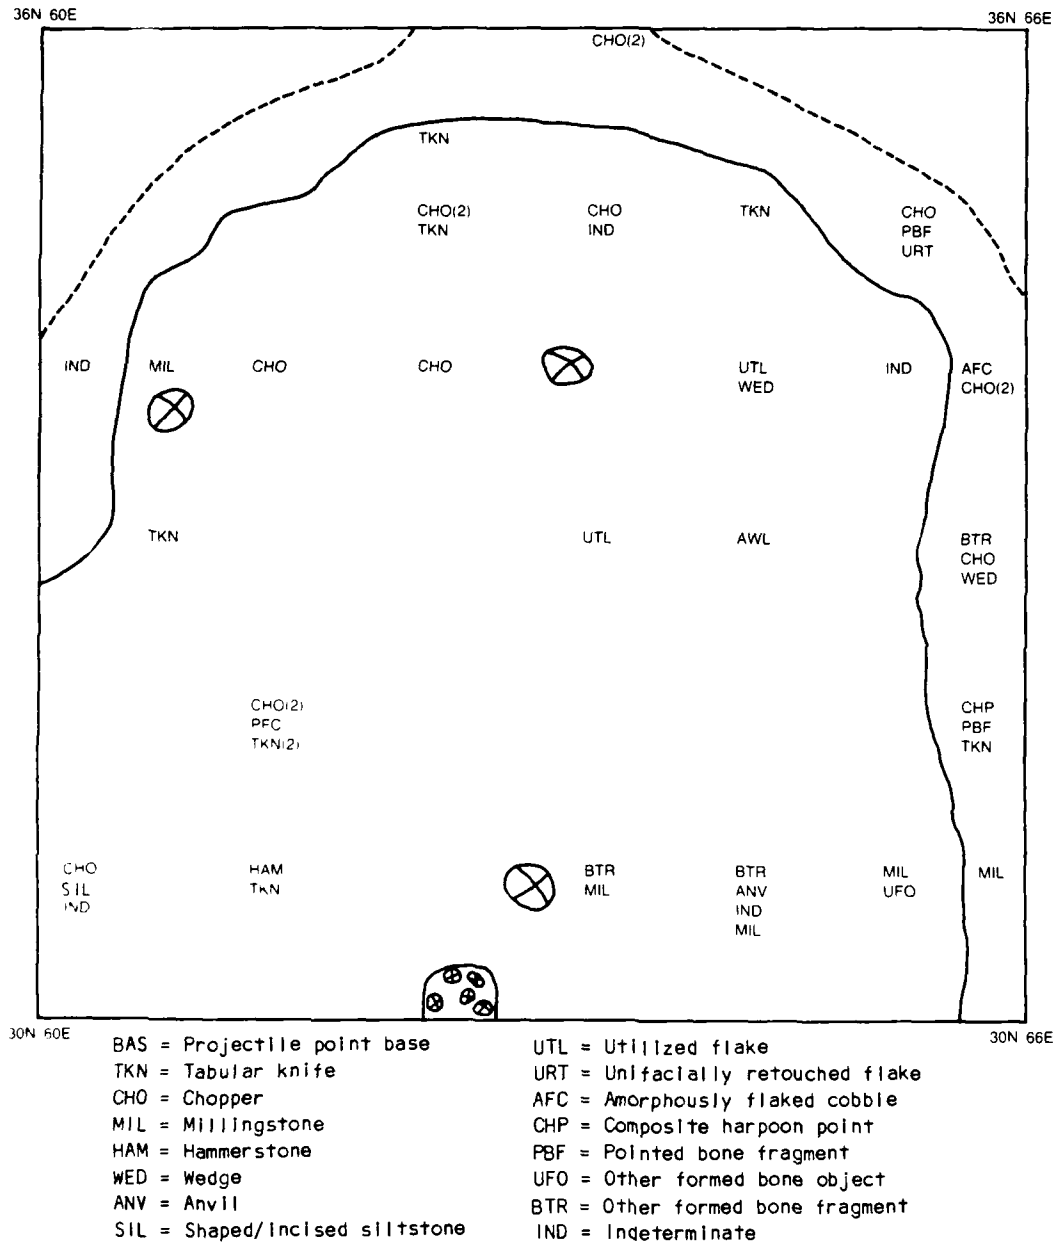 36N 60E 36N 66E
CHO(2)
TKN
CHO(2) CHO TKN CHO
TKN IND PBF
URT
IND MIL CHO CHO UTL IND AFC
WED CHO(2)
TKN UTL AWL BTR
CHO
WED
CHO(2) CHP
PFC PBF
TKN(2) TKN
CHO HAM BTR BTR MIL MIL
SIL TKN MIL ANV UFO
IND IND
MIL
30N 60E 30N 66E
BAS = Projectile point base
TKN = Tabular knife
CHO = Chopper
MIL = Millingstone
HAM = Hammerstone
WED = Wedge
ANV = Anvil
SIL = Shaped/incised siltstone
UTL = Utilized flake
URT = Unifacially retouched flake
AFC = Amorphously flaked cobble
CHP = Composite harpoon point
PBF = Pointed bone fragment
UFO = Other formed bone object
BTR = Other formed bone fragment
IND = Indeterminate